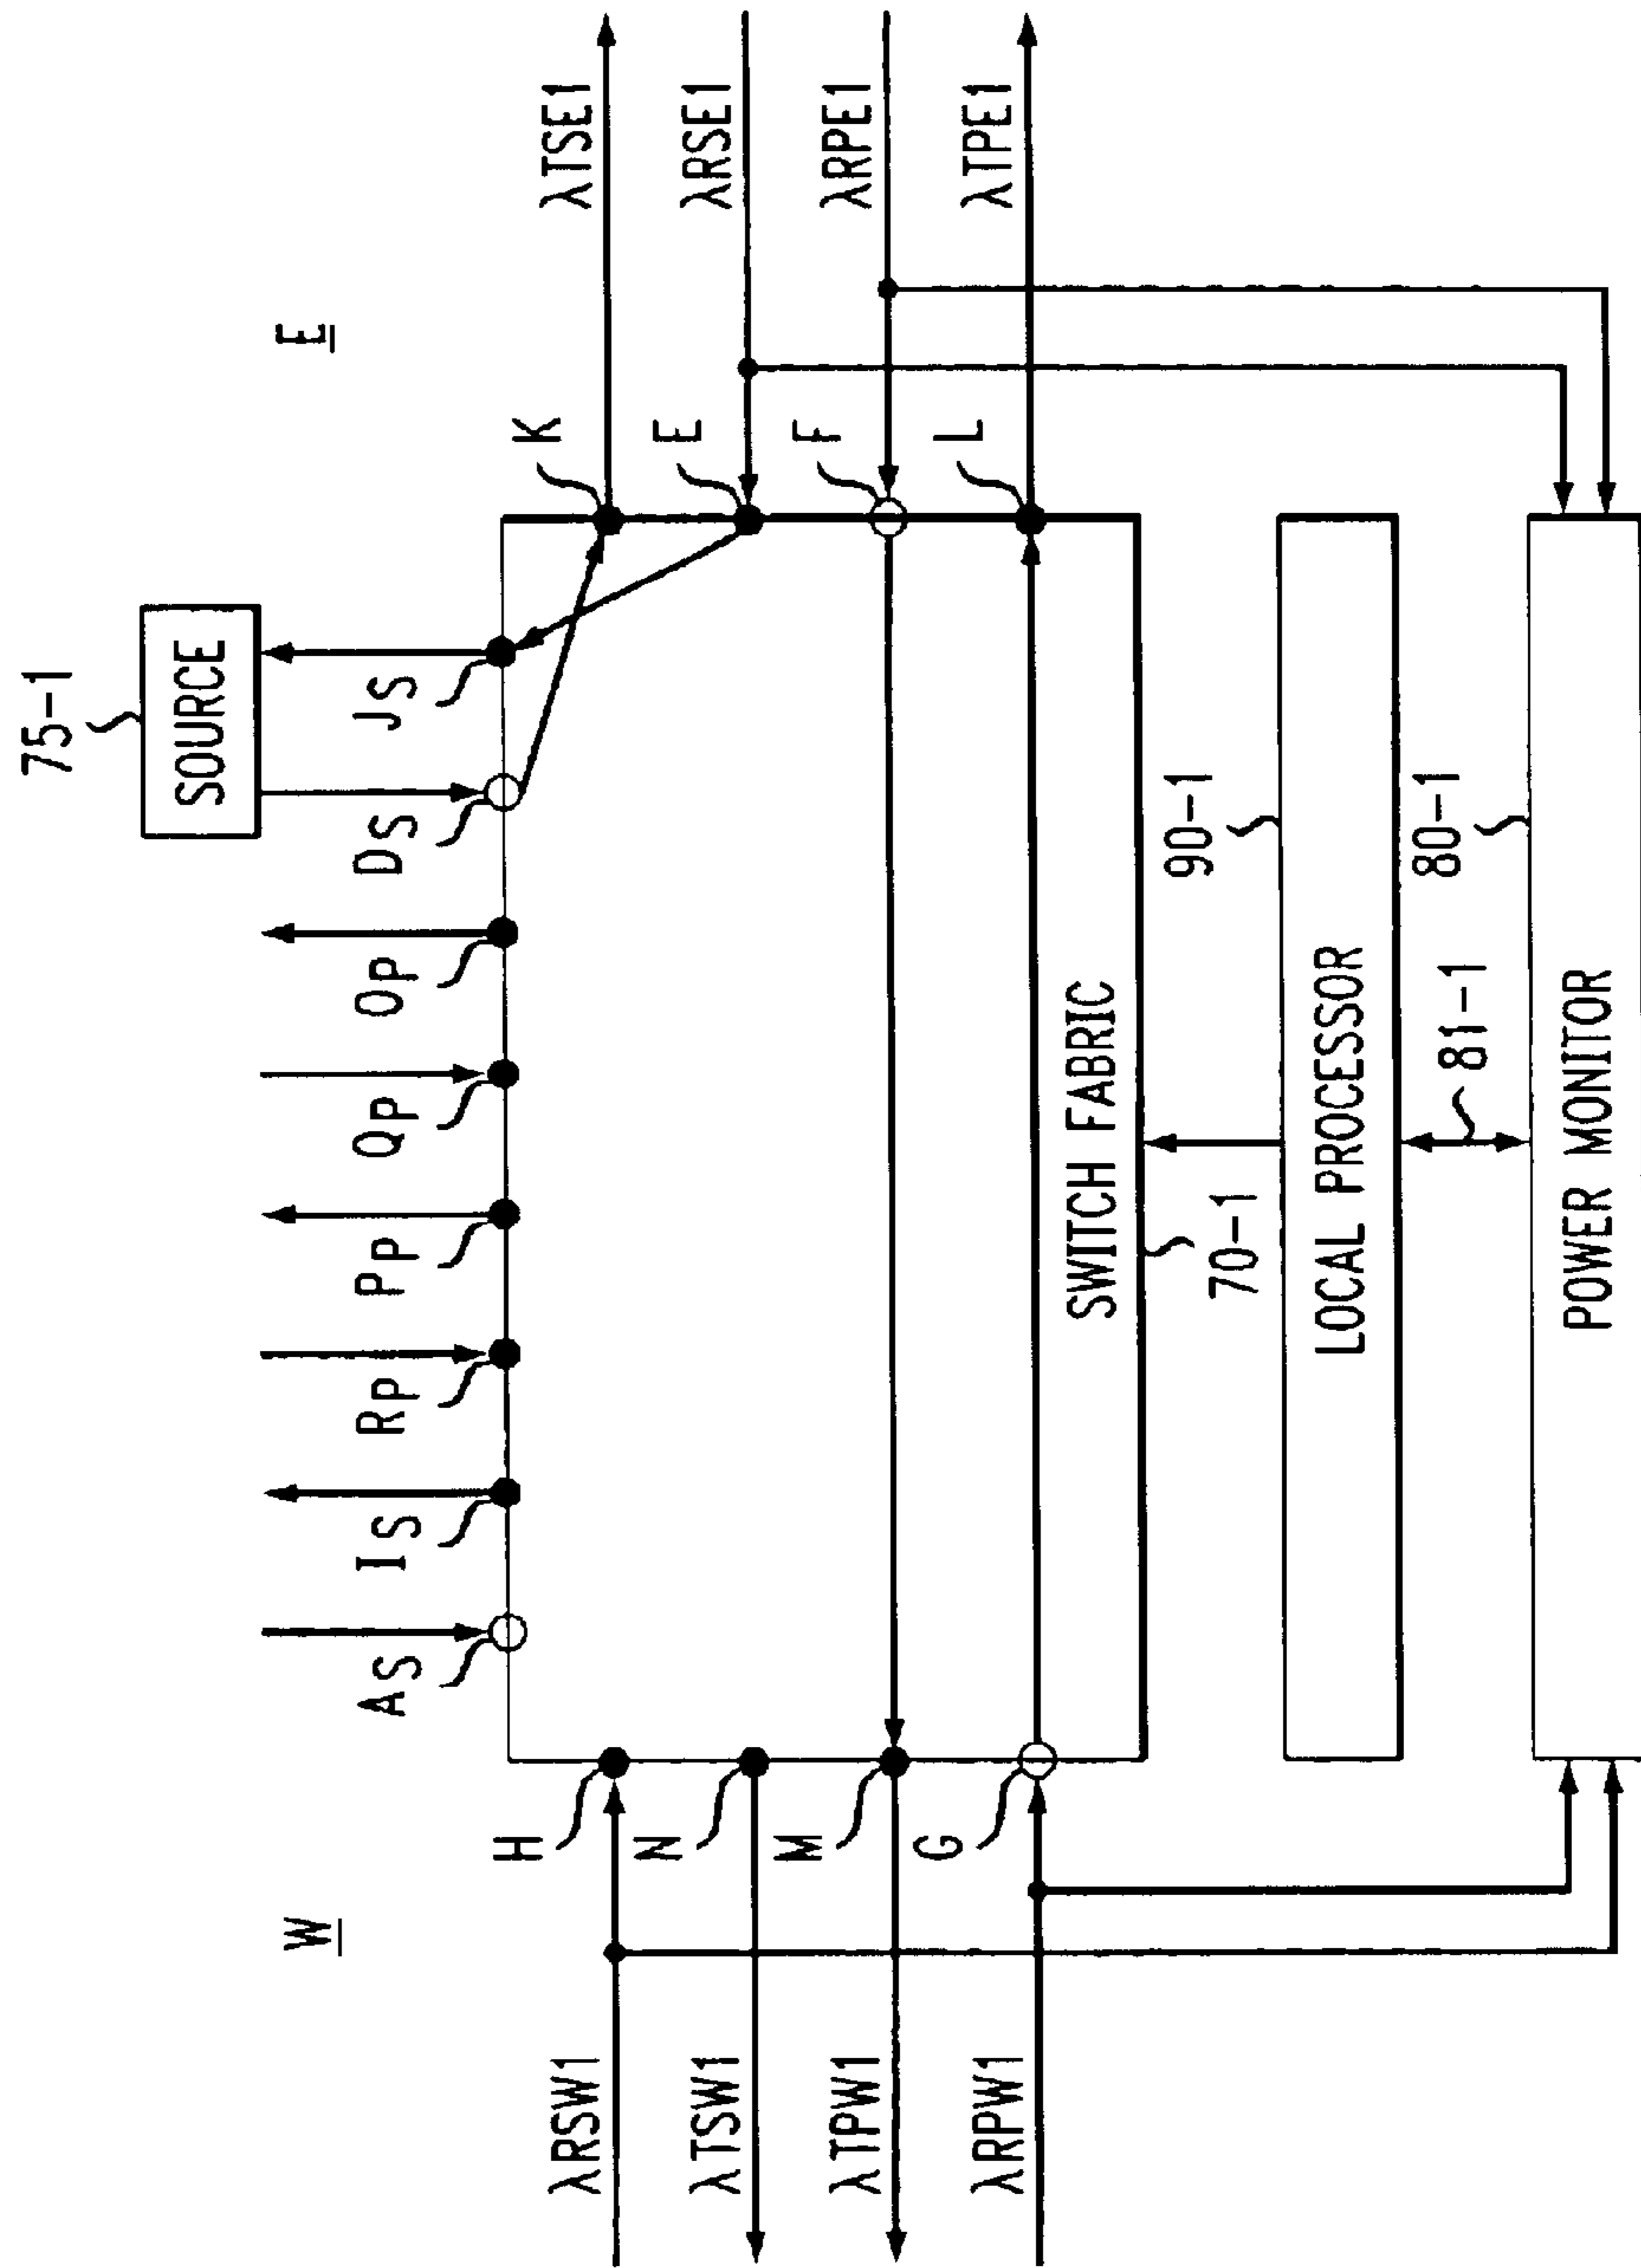 75-1
SOURCE
W
E
AS
IS
RP
PP
QP
OP
DS
JS
H
N
M
G
K
E
F
L
λRSW1
λTSW1
λTPW1
λRPW1
λTSE1
λRSE1
λRPE1
λTPE1
SWITCH FABRIC
70-1
90-1
LOCAL PROCESSOR
81-1
80-1
POWER MONITOR